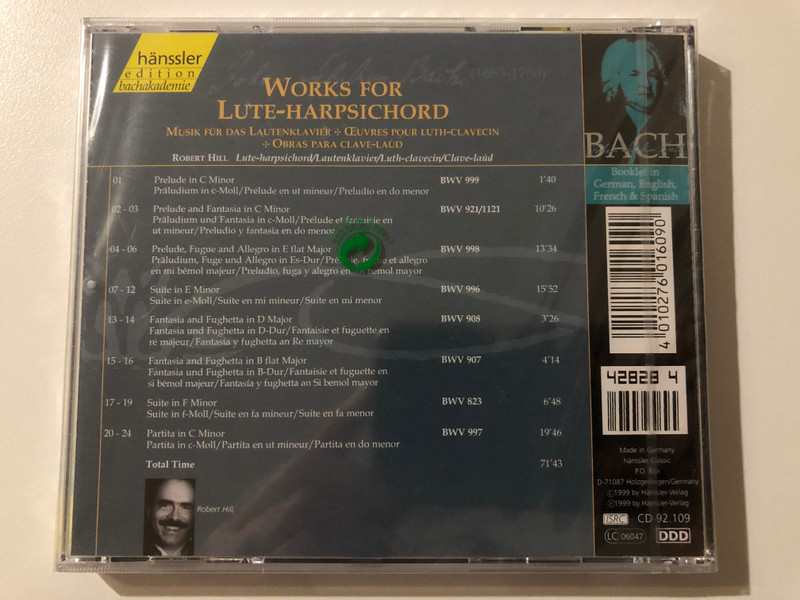 hänssler
edition
bachakademie
(1685-1750)
WORKS FOR
LUTE-HARPSICHORD
MUSIK FÜR DAS LAUTENKLAVIER + ŒUVRES POUR LUTH-CLAVECIN
+ OBRAS PARA CLAVE-LAÚD
ROBERT HILL Lute-harpsichord/Lautenklavier/Luth-clavecin/Clave-laúd
01 Prelude in C Minor BWV 999 1'40
Präludium in c-Moll/Prélude en ut mineur/Preludio en do menor
02 - 03 Prelude and Fantasia in C Minor BWV 921/1121 10'26
Präludium und Fantasia in c-Moll/Prélude et fantaisie en
ut mineur/Preludio y fantasía en do menor
04 - 06 Prelude, Fugue and Allegro in E flat Major BWV 998 13'34
Präludium, Fuge und Allegro in Es-Dur/Prélude, fugue et allegro
en mi bémol majeur/Preludio, fuga y alegro en mi bemol mayor
07 - 12 Suite in E Minor BWV 996 15'52
Suite in e-Moll/Suite en mi mineur/Suite en mi menor
13 - 14 Fantasia and Fughetta in D Major BWV 908 3'26
Fantasia und Fughetta in D-Dur/Fantaisie et fuguette en
ré majeur/Fantasía y fughetta an Re mayor
15 - 16 Fantasia and Fughetta in B flat Major BWV 907 4'14
Fantasia und Fughetta in B-Dur/Fantaisie et fuguette en
si bémol majeur/Fantasía y fughetta an Si bemol mayor
17 - 19 Suite in F Minor BWV 823 6'48
Suite in f-Moll/Suite en fa mineur/Suite en fa menor
20 - 24 Partita in C Minor BWV 997 19'46
Partita in c-Moll/Partita en ut mineur/Partita en do menor
Total Time 71'43
Robert Hill
BACH
Booklet in
German, English,
French & Spanish
4 010276 016090
42828 4
Made in Germany
hänssler Classic
P.O. Box
D-71087 Holzgerlingen/Germany
©1999 by Hänssler-Verlag
℗1999 by Hänssler-Verlag
ISRC CD 92.109
LC 06047 DDD